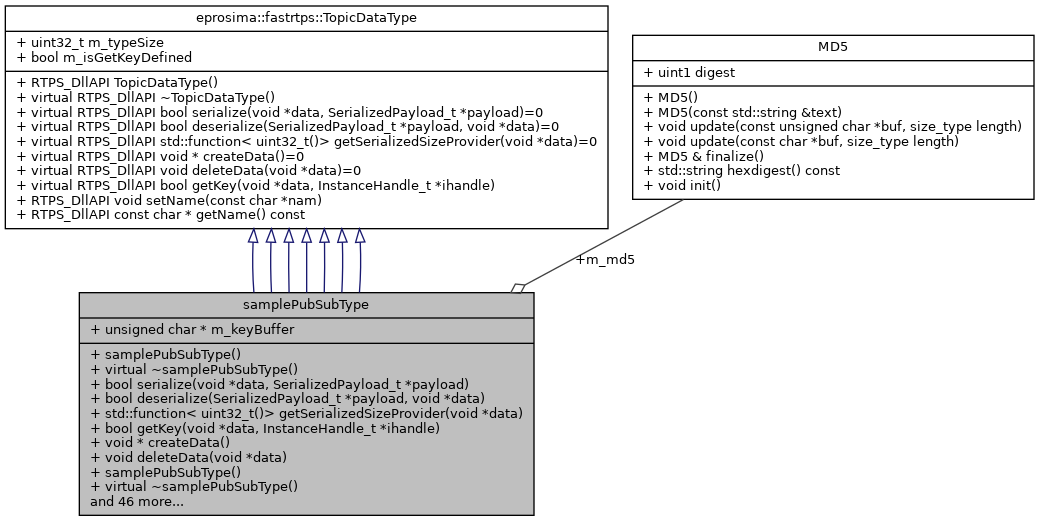 eprosima::fastrtps::TopicDataType
+ uint32_t m_typeSize
+ bool m_isGetKeyDefined
+ RTPS_DllAPI TopicDataType()
+ virtual RTPS_DllAPI ~TopicDataType()
+ virtual RTPS_DllAPI bool serialize(void *data, SerializedPayload_t *payload)=0
+ virtual RTPS_DllAPI bool deserialize(SerializedPayload_t *payload, void *data)=0
+ virtual RTPS_DllAPI std::function< uint32_t()> getSerializedSizeProvider(void *data)=0
+ virtual RTPS_DllAPI void * createData()=0
+ virtual RTPS_DllAPI void deleteData(void *data)=0
+ virtual RTPS_DllAPI bool getKey(void *data, InstanceHandle_t *ihandle)
+ RTPS_DllAPI void setName(const char *nam)
+ RTPS_DllAPI const char * getName() const
MD5
+ uint1 digest
+ MD5()
+ MD5(const std::string &text)
+ void update(const unsigned char *buf, size_type length)
+ void update(const char *buf, size_type length)
+ MD5 & finalize()
+ std::string hexdigest() const
+ void init()
+m_md5
samplePubSubType
+ unsigned char * m_keyBuffer
+ samplePubSubType()
+ virtual ~samplePubSubType()
+ bool serialize(void *data, SerializedPayload_t *payload)
+ bool deserialize(SerializedPayload_t *payload, void *data)
+ std::function< uint32_t()> getSerializedSizeProvider(void *data)
+ bool getKey(void *data, InstanceHandle_t *ihandle)
+ void * createData()
+ void deleteData(void *data)
+ samplePubSubType()
+ virtual ~samplePubSubType()
and 46 more...